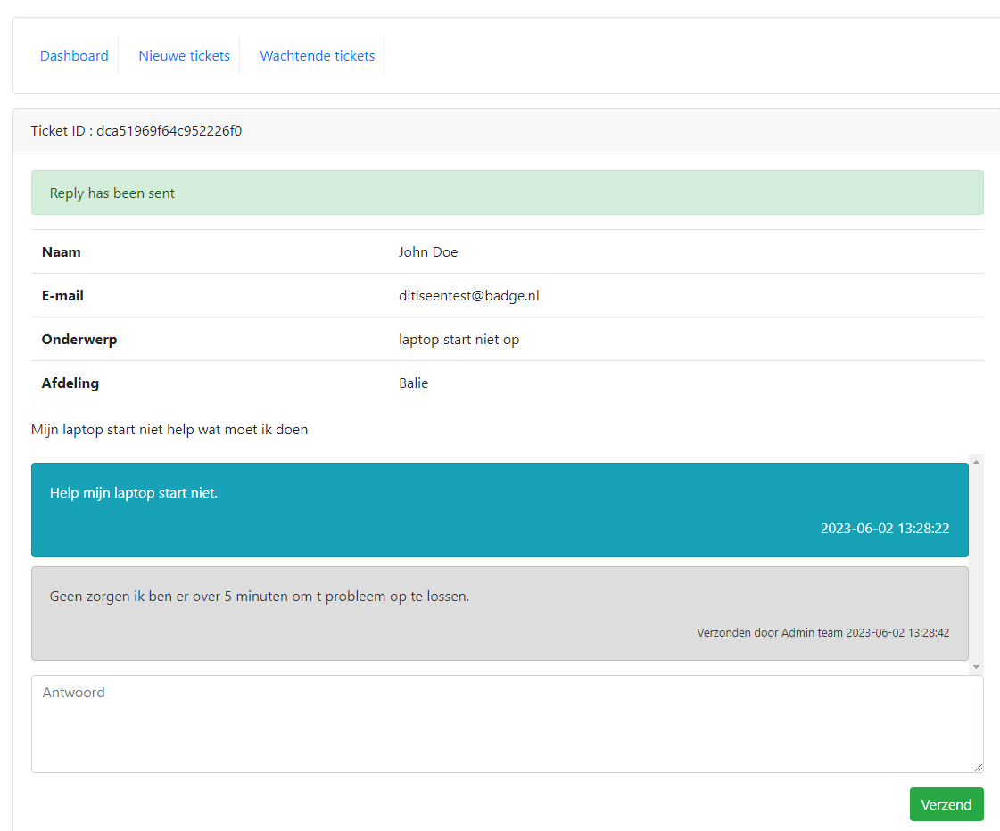 Dashboard Nieuwe tickets Wachtende tickets
Ticket ID : dca51969f64c952226f0
Reply has been sent
Naam John Doe
E-mail ditiseentest@badge.nl
Onderwerp laptop start niet op
Afdeling Balie
Mijn laptop start niet help wat moet ik doen
Help mijn laptop start niet.
2023-06-02 13:28:22
Geen zorgen ik ben er over 5 minuten om t probleem op te lossen.
Verzonden door Admin team 2023-06-02 13:28:42
Antwoord
Verzend